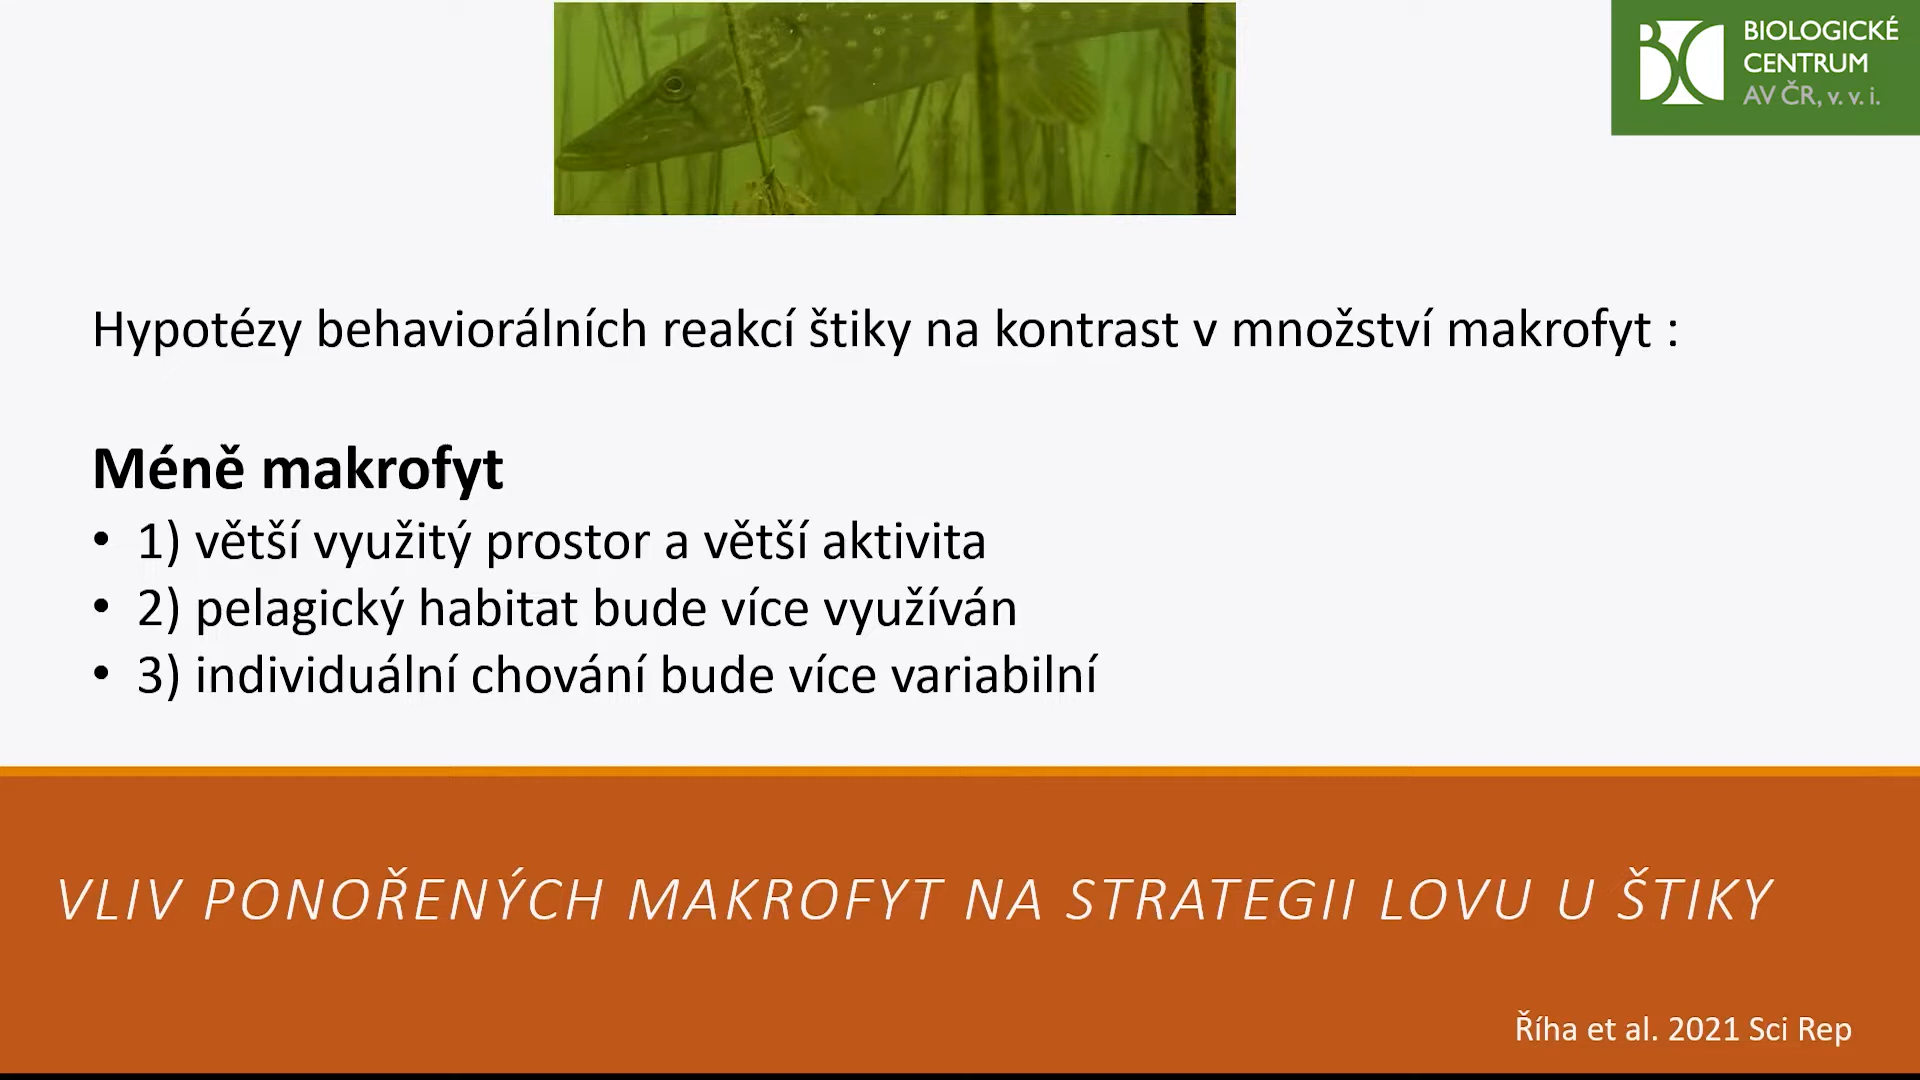 BIOLOGICKÉ
CENTRUM
AV ČR, v. v. i.
Hypotézy behaviorálních reakcí štiky na kontrast v množství makrofyt :
Méně makrofyt
• 1) větší využitý prostor a větší aktivita
• 2) pelagický habitat bude více využíván
• 3) individuální chování bude více variabilní
VLIV PONOŘENÝCH MAKROFYT NA STRATEGII LOVU U ŠTIKY
Říha et al. 2021 Sci Rep